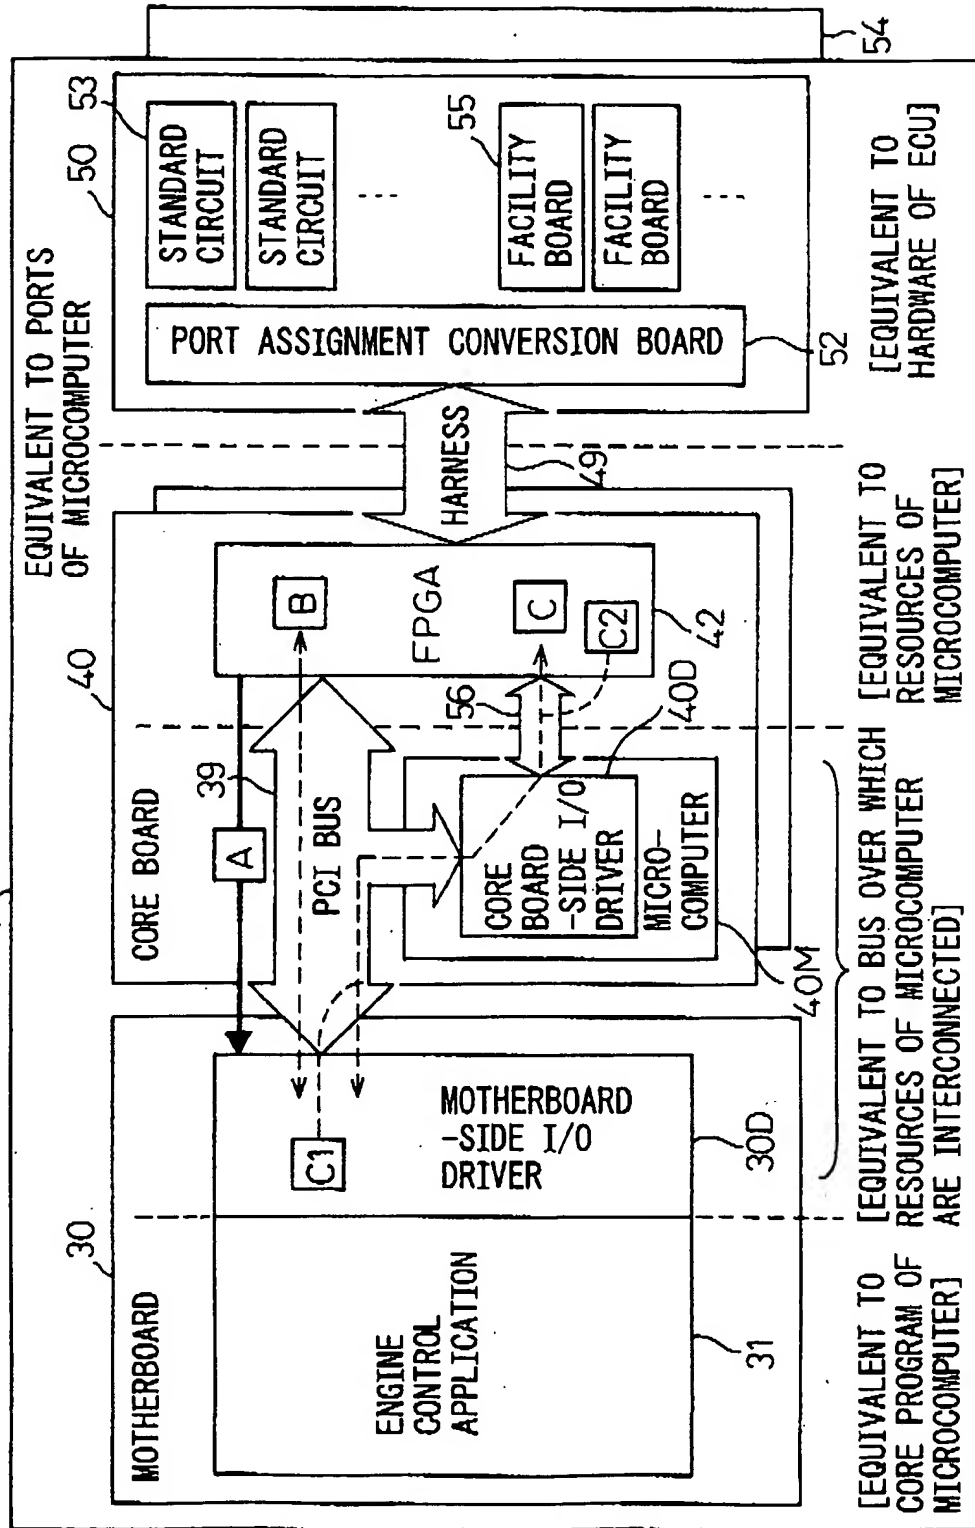 MOTHERBOARD
30
ENGINE
CONTROL
APPLICATION
31
C1
MOTHERBOARD
-SIDE I/O
DRIVER
30D
CORE BOARD
40
A
39
PCI BUS
CORE
BOARD
-SIDE I/O
DRIVER
MICRO-
COMPUTER
40M
40D
56
B
FPGA
C
C2
42
EQUIVALENT TO PORTS
OF MICROCOMPUTER
HARNESS
49
50
PORT ASSIGNMENT CONVERSION BOARD
52
STANDARD
CIRCUIT
53
STANDARD
CIRCUIT
FACILITY
BOARD
55
FACILITY
BOARD
54
[EQUIVALENT TO
CORE PROGRAM OF
MICROCOMPUTER]
[EQUIVALENT TO BUS OVER WHICH
RESOURCES OF MICROCOMPUTER
ARE INTERCONNECTED]
[EQUIVALENT TO
RESOURCES OF
MICROCOMPUTER]
[EQUIVALENT TO
HARDWARE OF ECU]